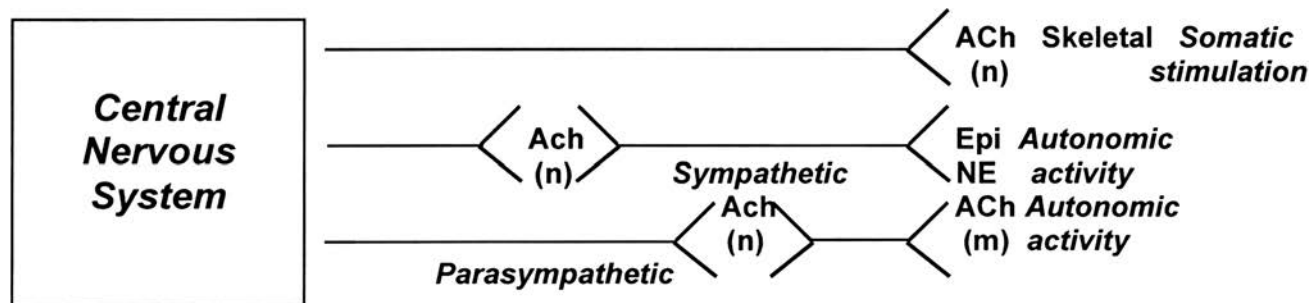 Central
Nervous
System
ACh Skeletal Somatic
(n) stimulation
Ach
(n)
Sympathetic
Epi Autonomic
NE activity
Parasympathetic
Ach
(n)
ACh Autonomic
(m) activity